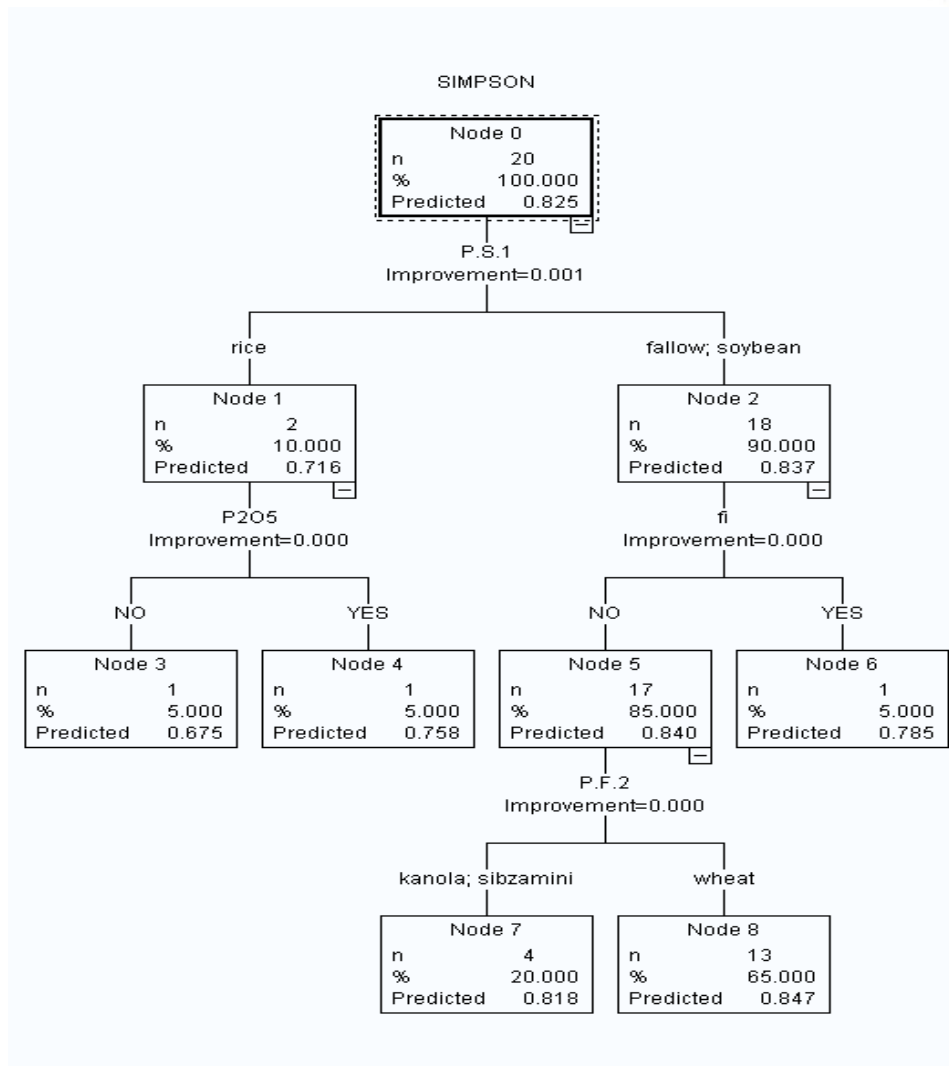 SIMPSON
Node 0
n 20
% 100.000
Predicted 0.825
P.S.1
Improvement=0.001
rice
fallow; soybean
Node 1
n 2
% 10.000
Predicted 0.716
Node 2
n 18
% 90.000
Predicted 0.837
P2O5
Improvement=0.000
fi
Improvement=0.000
NO
YES
NO
YES
Node 3
n 1
% 5.000
Predicted 0.675
Node 4
n 1
% 5.000
Predicted 0.758
Node 5
n 17
% 85.000
Predicted 0.840
Node 6
n 1
% 5.000
Predicted 0.785
P.F.2
Improvement=0.000
kanola; sibzamini
wheat
Node 7
n 4
% 20.000
Predicted 0.818
Node 8
n 13
% 65.000
Predicted 0.847